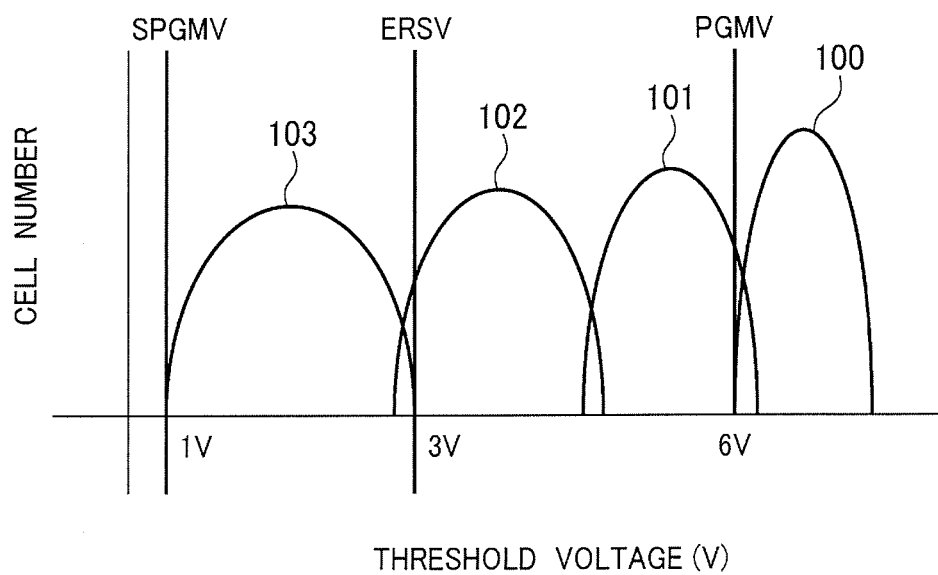 SPGMV ERSV PGMV
100
101
102
103
CELL NUMBER
1V 3V 6V
THRESHOLD VOLTAGE (V)